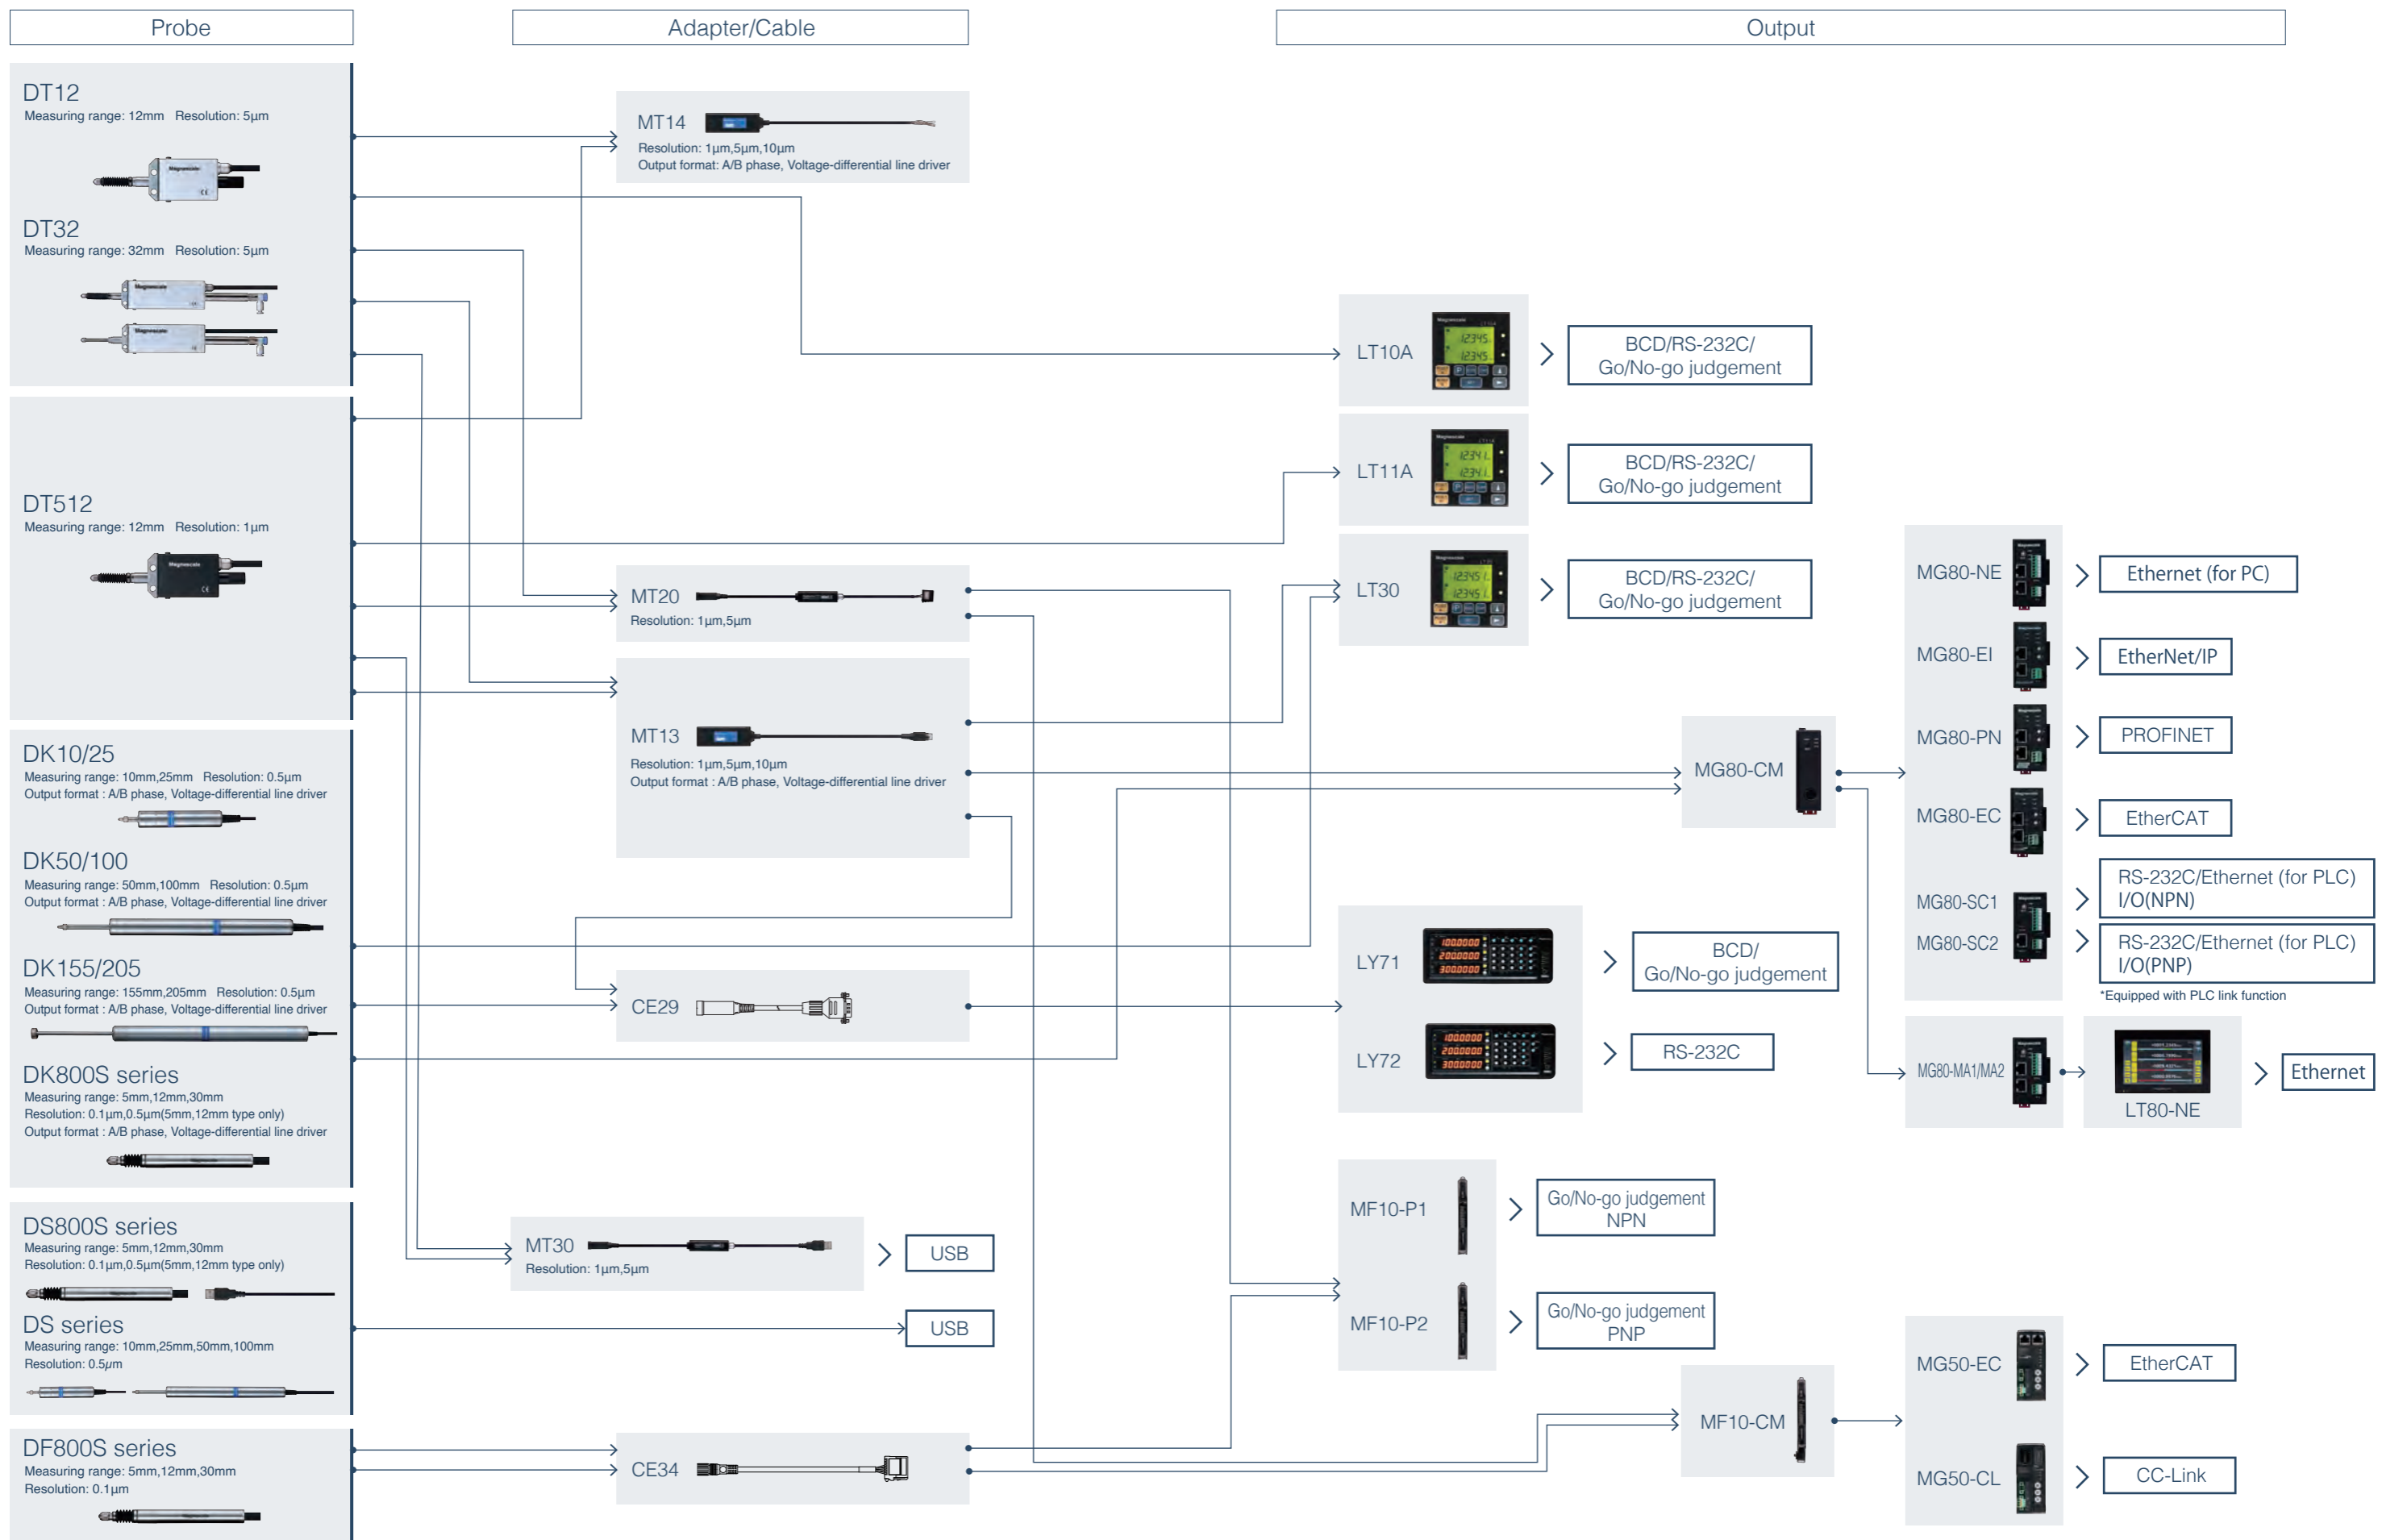 Probe
Adapter/Cable
Output
DT12
Measuring range: 12mm Resolution: 5µm
DT32
Measuring range: 32mm Resolution: 5µm
DT512
Measuring range: 12mm Resolution: 1µm
DK10/25
Measuring range: 10mm,25mm Resolution: 0.5µm
Output format : A/B phase, Voltage-differential line driver
DK50/100
Measuring range: 50mm,100mm Resolution: 0.5µm
Output format : A/B phase, Voltage-differential line driver
DK155/205
Measuring range: 155mm,205mm Resolution: 0.5µm
Output format : A/B phase, Voltage-differential line driver
DK800S series
Measuring range: 5mm,12mm,30mm
Resolution: 0.1µm,0.5µm(5mm,12mm type only)
Output format : A/B phase, Voltage-differential line driver
DS800S series
Measuring range: 5mm,12mm,30mm
Resolution: 0.1µm,0.5µm(5mm,12mm type only)
DS series
Measuring range: 10mm,25mm,50mm,100mm
Resolution: 0.5µm
DF800S series
Measuring range: 5mm,12mm,30mm
Resolution: 0.1µm
MT14
Resolution: 1µm,5µm,10µm
Output format: A/B phase, Voltage-differential line driver
MT20
Resolution: 1µm,5µm
MT13
Resolution: 1µm,5µm,10µm
Output format : A/B phase, Voltage-differential line driver
CE29
MT30
Resolution: 1µm,5µm
USB
USB
CE34
LT10A
BCD/RS-232C/
Go/No-go judgement
LT11A
BCD/RS-232C/
Go/No-go judgement
LT30
BCD/RS-232C/
Go/No-go judgement
MG80-CM
LY71
BCD/
Go/No-go judgement
LY72
RS-232C
MF10-P1
Go/No-go judgement
NPN
MF10-P2
Go/No-go judgement
PNP
MF10-CM
MG80-NE
Ethernet (for PC)
MG80-EI
EtherNet/IP
MG80-PN
PROFINET
MG80-EC
EtherCAT
MG80-SC1
RS-232C/Ethernet (for PLC)
I/O(NPN)
MG80-SC2
RS-232C/Ethernet (for PLC)
I/O(PNP)
*Equipped with PLC link function
MG80-MA1/MA2
LT80-NE
Ethernet
MG50-EC
EtherCAT
MG50-CL
CC-Link